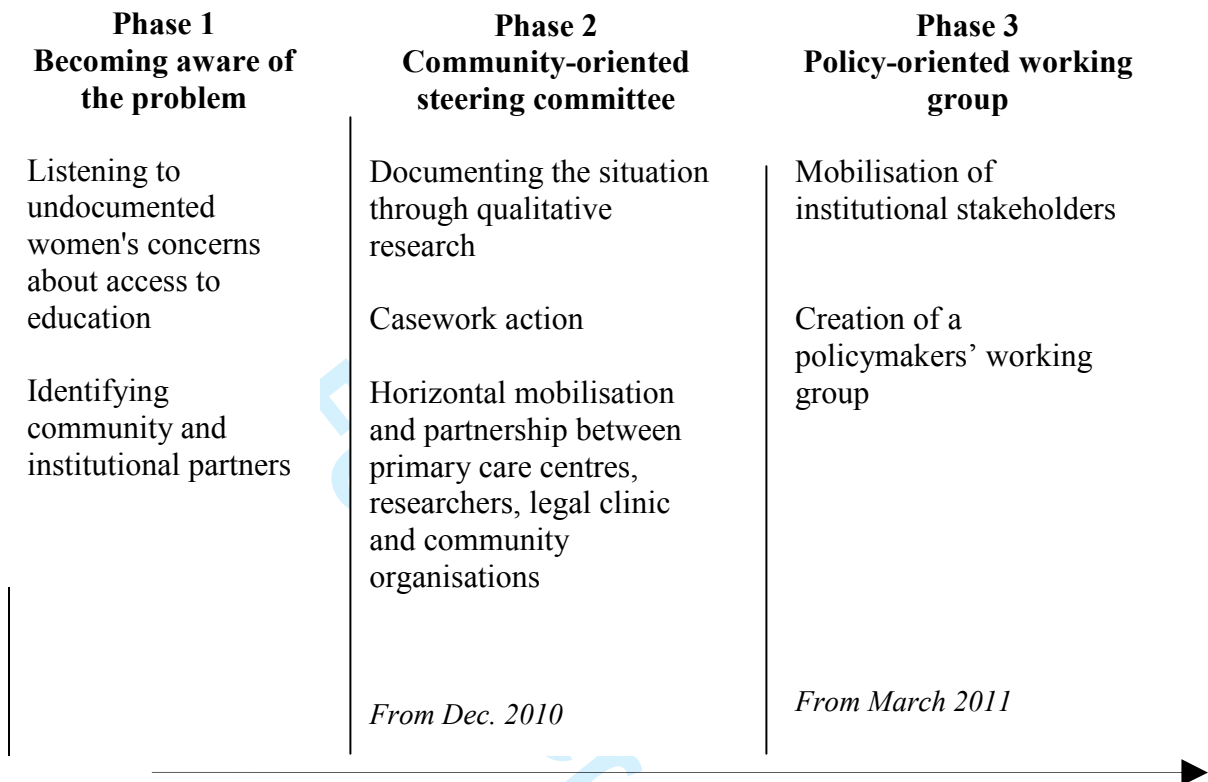 Phase 1
Becoming aware of
the problem
Listening to
undocumented
women's concerns
about access to
education
Identifying
community and
institutional partners
Phase 2
Community-oriented
steering committee
Documenting the situation
through qualitative
research
Casework action
Horizontal mobilisation
and partnership between
primary care centres,
researchers, legal clinic
and community
organisations
From Dec. 2010
Phase 3
Policy-oriented working
group
Mobilisation of
institutional stakeholders
Creation of a
policymakers’ working
group
From March 2011